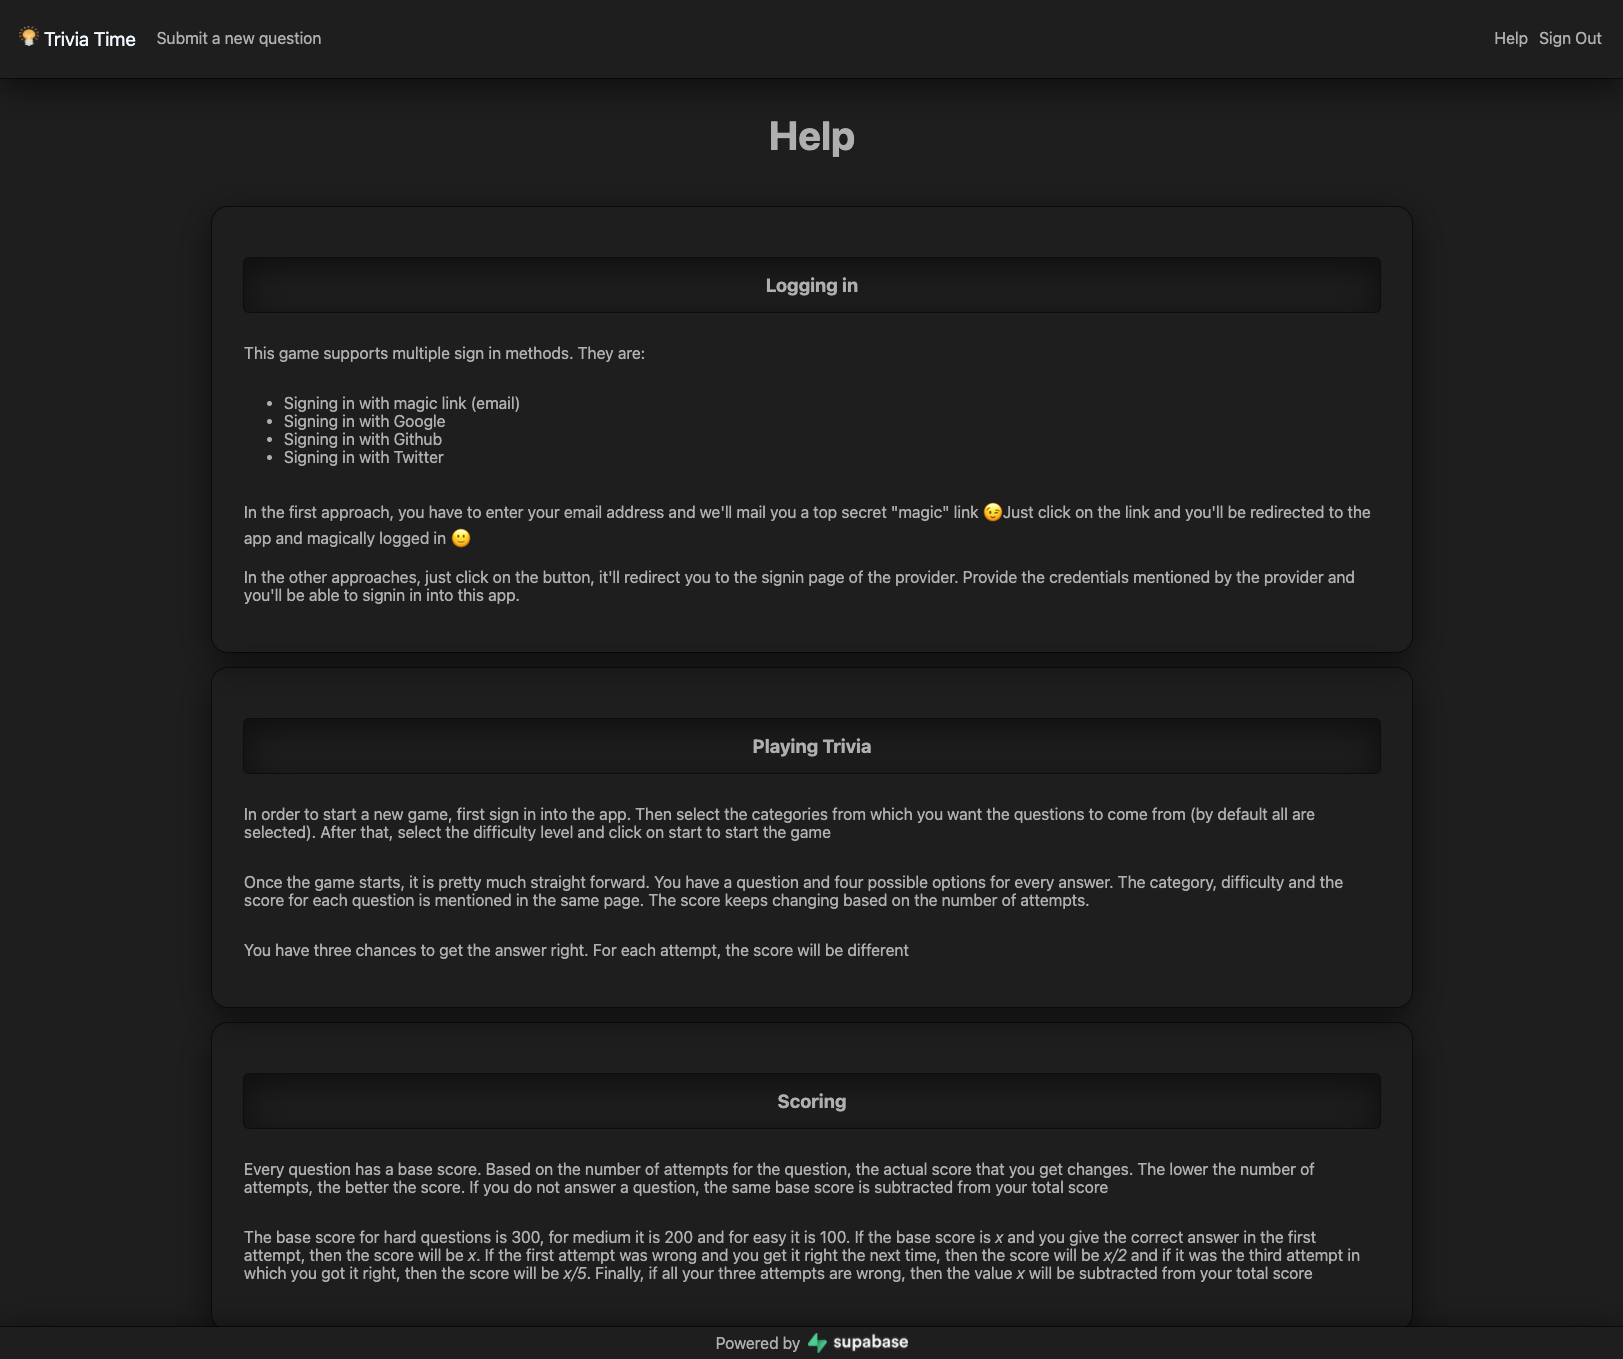 Trivia Time Submit a new question Help Sign Out
Help
Logging in
This game supports multiple sign in methods. They are:
• Signing in with magic link (email)
• Signing in with Google
• Signing in with Github
• Signing in with Twitter
In the first approach, you have to enter your email address and we'll mail you a top secret "magic" link 😉Just click on the link and you'll be redirected to the
app and magically logged in 🙂
In the other approaches, just click on the button, it'll redirect you to the signin page of the provider. Provide the credentials mentioned by the provider and
you'll be able to signin in into this app.
Playing Trivia
In order to start a new game, first sign in into the app. Then select the categories from which you want the questions to come from (by default all are
selected). After that, select the difficulty level and click on start to start the game
Once the game starts, it is pretty much straight forward. You have a question and four possible options for every answer. The category, difficulty and the
score for each question is mentioned in the same page. The score keeps changing based on the number of attempts.
You have three chances to get the answer right. For each attempt, the score will be different
Scoring
Every question has a base score. Based on the number of attempts for the question, the actual score that you get changes. The lower the number of
attempts, the better the score. If you do not answer a question, the same base score is subtracted from your total score
The base score for hard questions is 300, for medium it is 200 and for easy it is 100. If the base score is x and you give the correct answer in the first
attempt, then the score will be x. If the first attempt was wrong and you get it right the next time, then the score will be x/2 and if it was the third attempt in
which you got it right, then the score will be x/5. Finally, if all your three attempts are wrong, then the value x will be subtracted from your total score
Powered by supabase